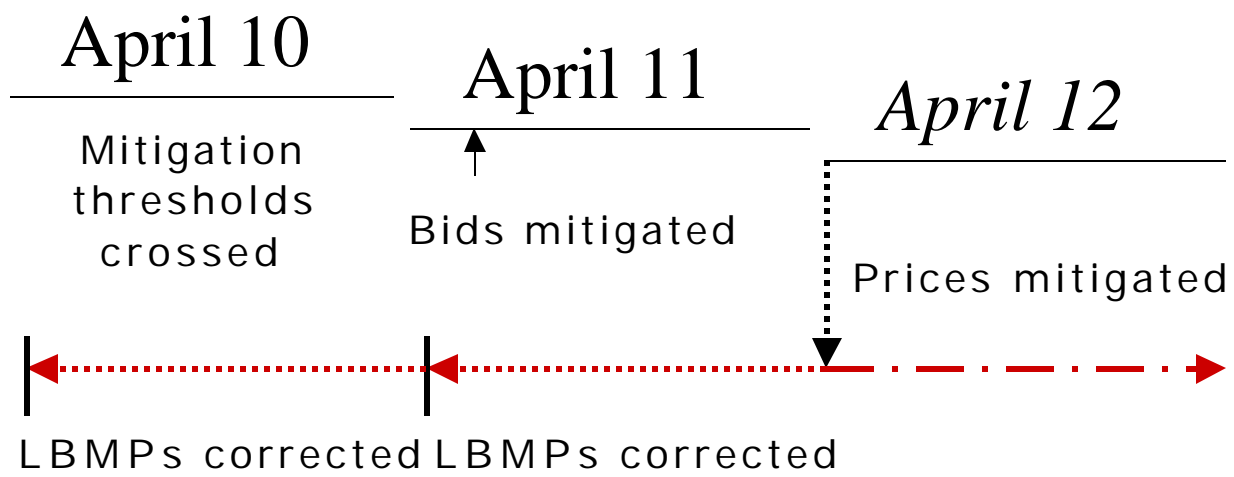 April 10
Mitigation
thresholds
crossed
April 11
Bids mitigated
April 12
Prices mitigated
LBMPs corrected
LBMPs corrected